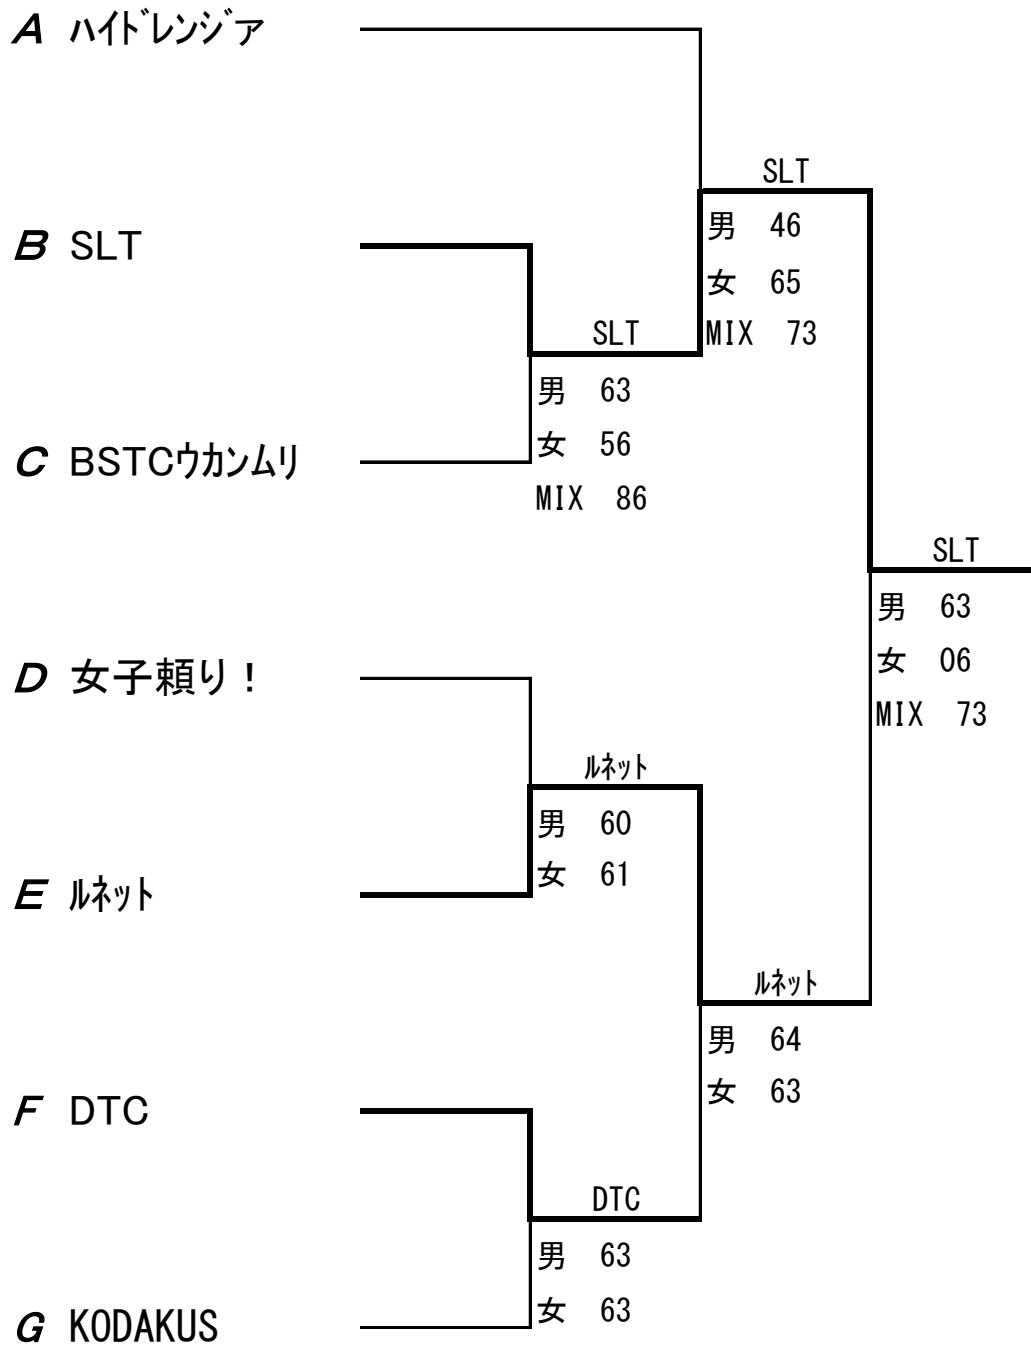 A ﾊｲﾄﾞﾚﾝｼﾞｱ
SLT
男 46
B SLT
女 65
SLT
MIX 73
男 63
女 56
C BSTCｳｶﾝﾑﾘ
MIX 86
SLT
男 63
女 06
D 女子頼り！
MIX 73
ﾙﾈｯﾄ
男 60
女 61
E ﾙﾈｯﾄ
ﾙﾈｯﾄ
男 64
女 63
F DTC
DTC
男 63
女 63
G KODAKUS